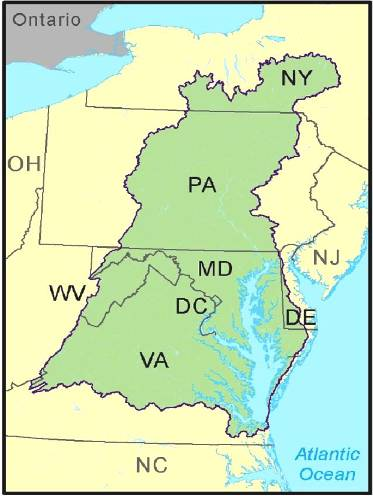 Ontario
NY
OH
PA
NJ
MD
WV
DC
DE
VA
Atlantic
Ocean
NC